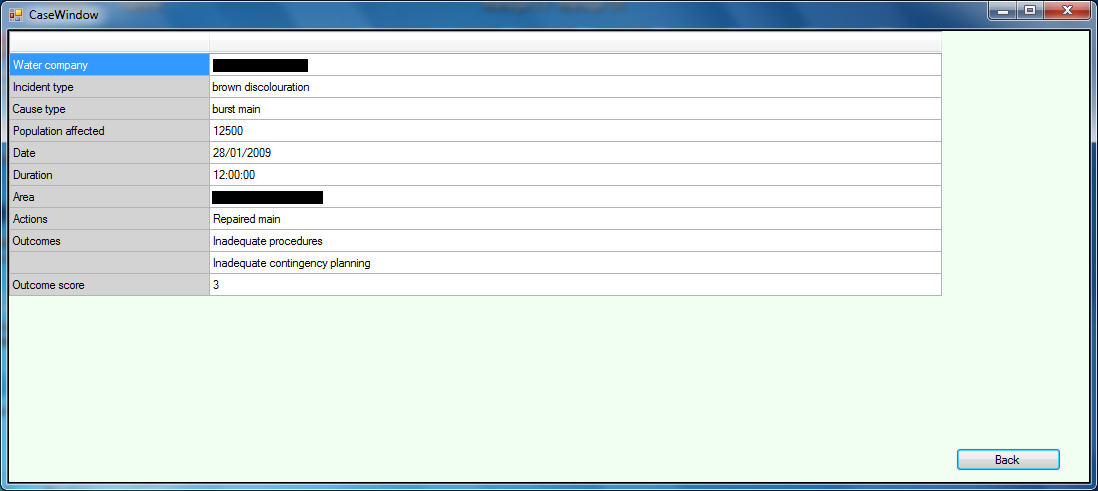 CaseWindow
Water company
Incident type brown discolouration
Cause type burst main
Population affected 12500
Date 28/01/2009
Duration 12:00:00
Area
Actions Repaired main
Outcomes Inadequate procedures
Inadequate contingency planning
Outcome score 3
Back